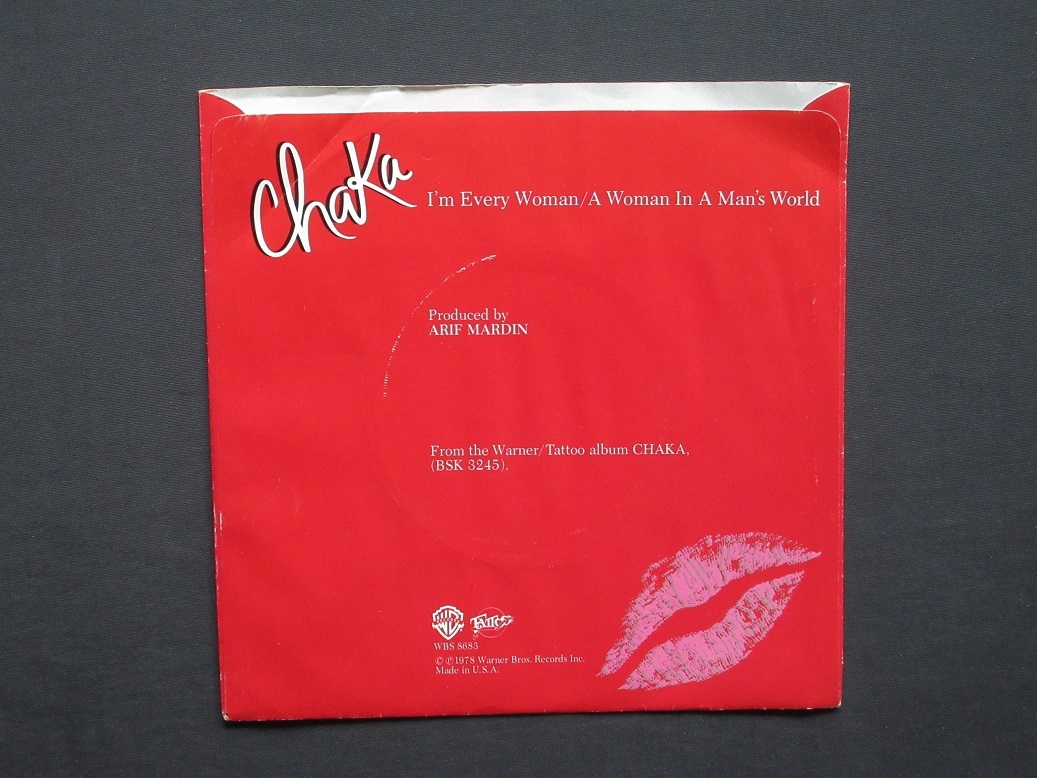 Chaka
I'm Every Woman/A Woman In A Man's World
Produced by
ARIF MARDIN
From the Warner/Tattoo album CHAKA,
(BSK 3245).
TATTOO
WBS 8683
© ℗ 1978 Warner Bros. Records Inc.
Made in U.S.A.